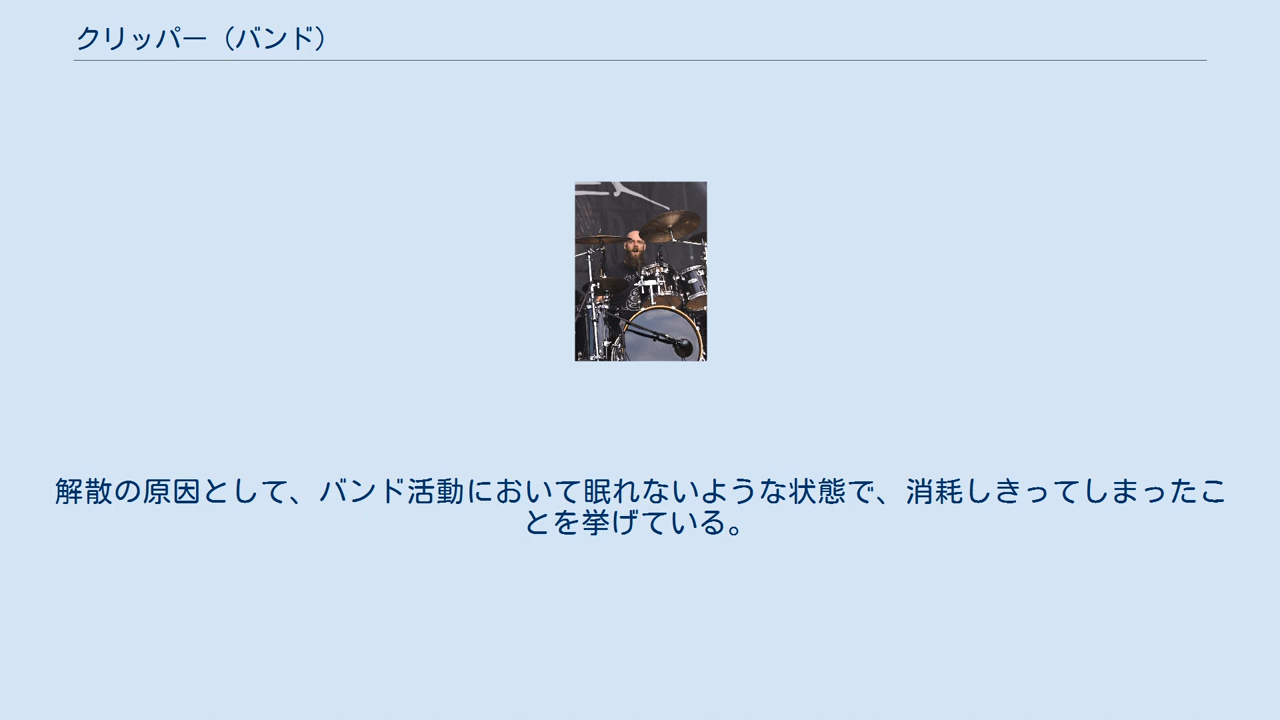 クリッパー（バンド）
解散の原因として、バンド活動において眠れないような状態で、消耗しきってしまったこ
とを挙げている。